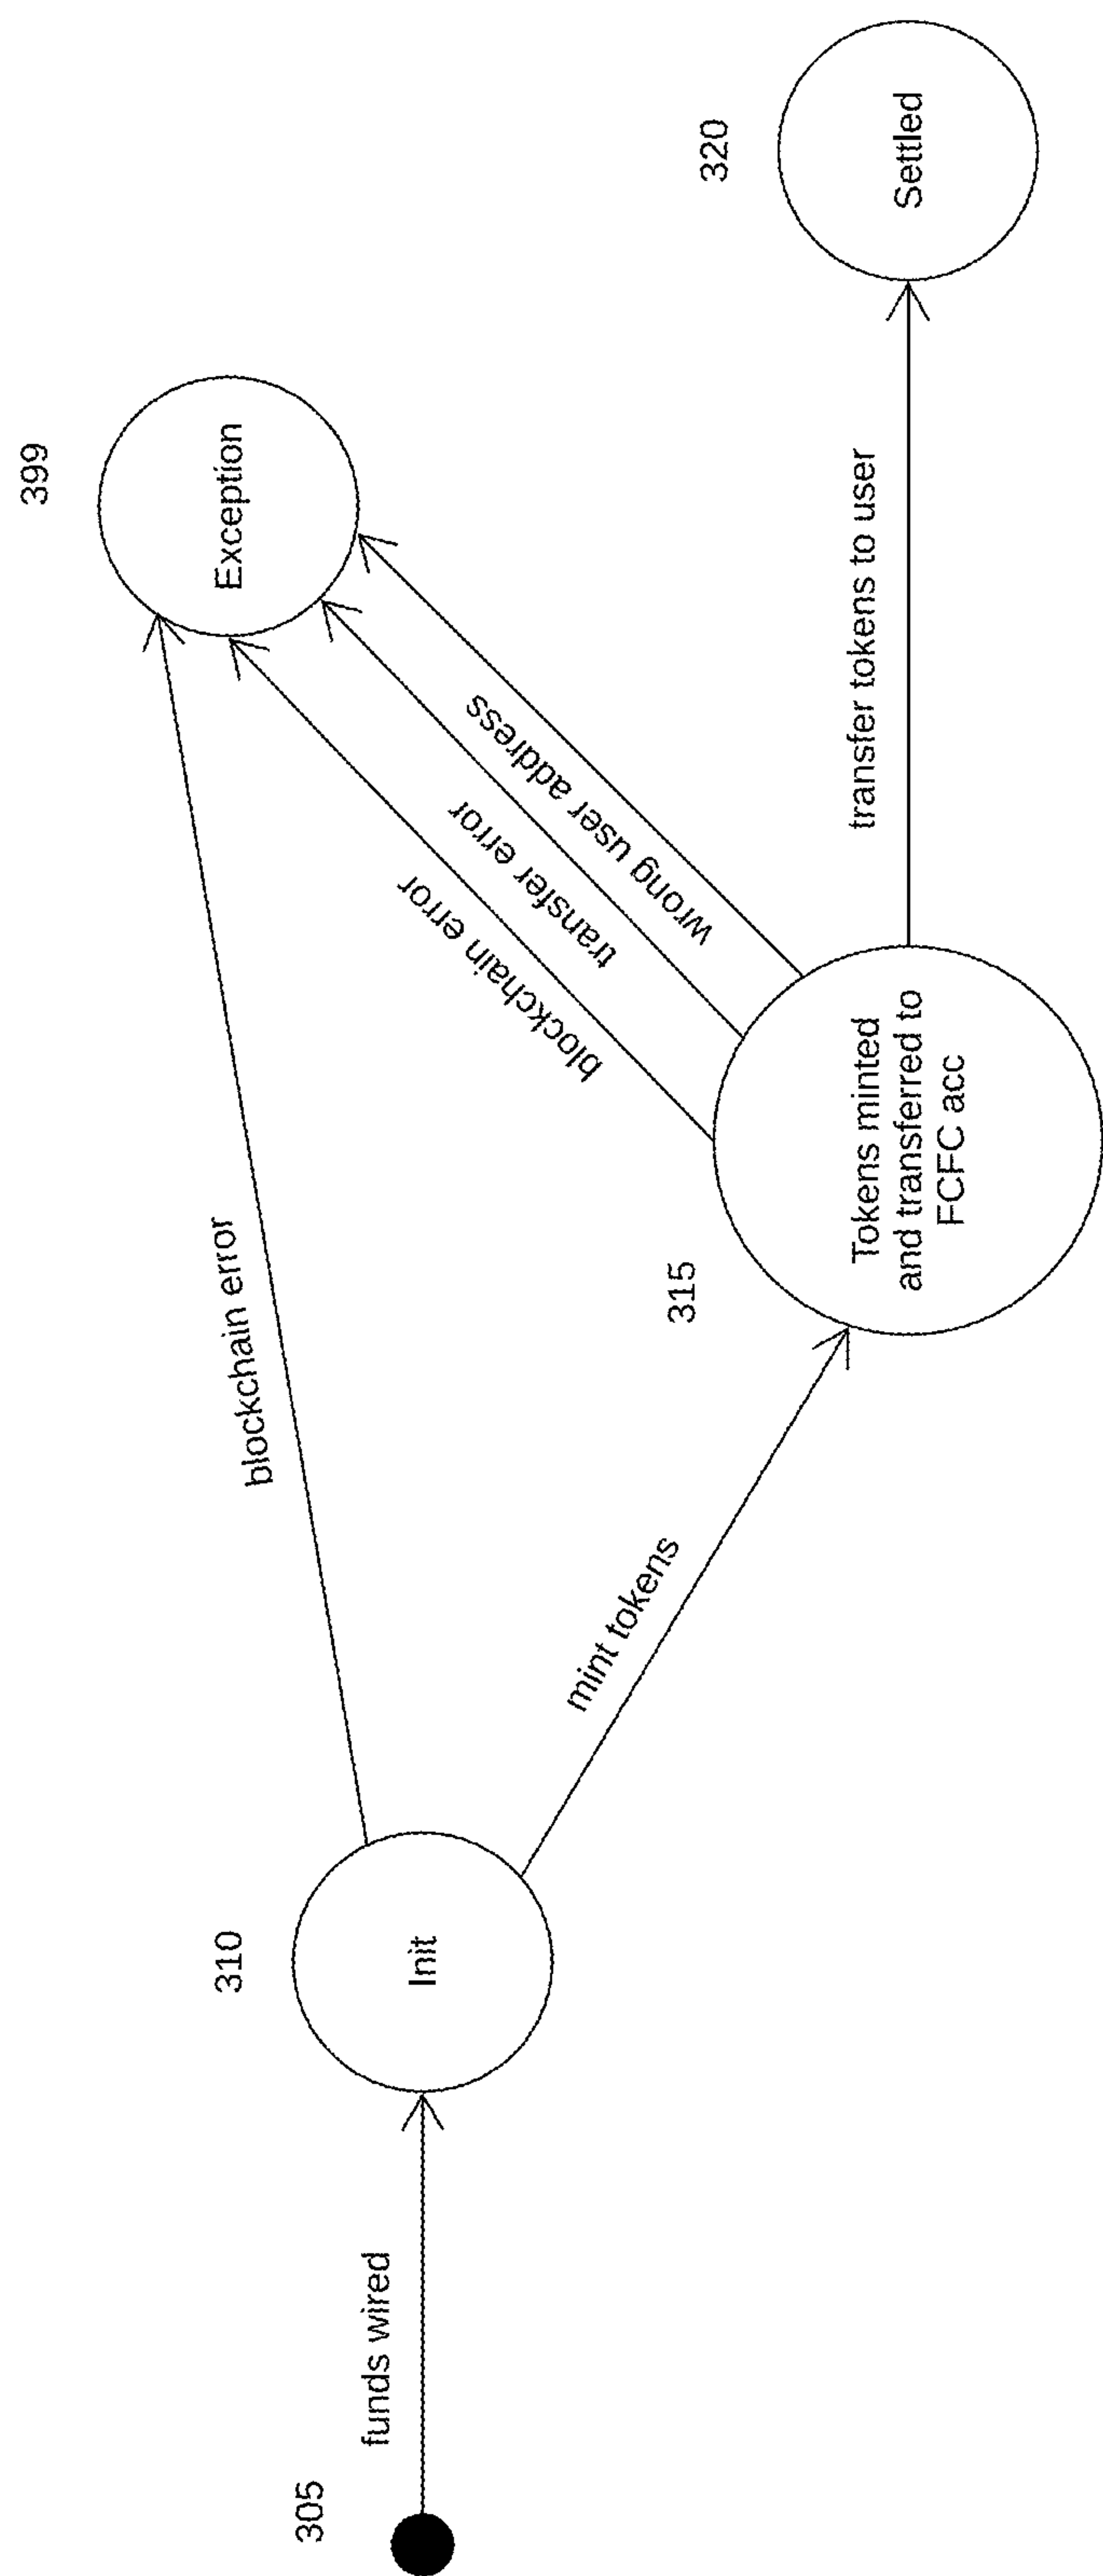 305
funds wired
310
Init
blockchain error
mint tokens
315
Tokens minted
and transferred to
FCFC acc
blockchain error
transfer error
wrong user address
399
Exception
transfer tokens to user
320
Settled